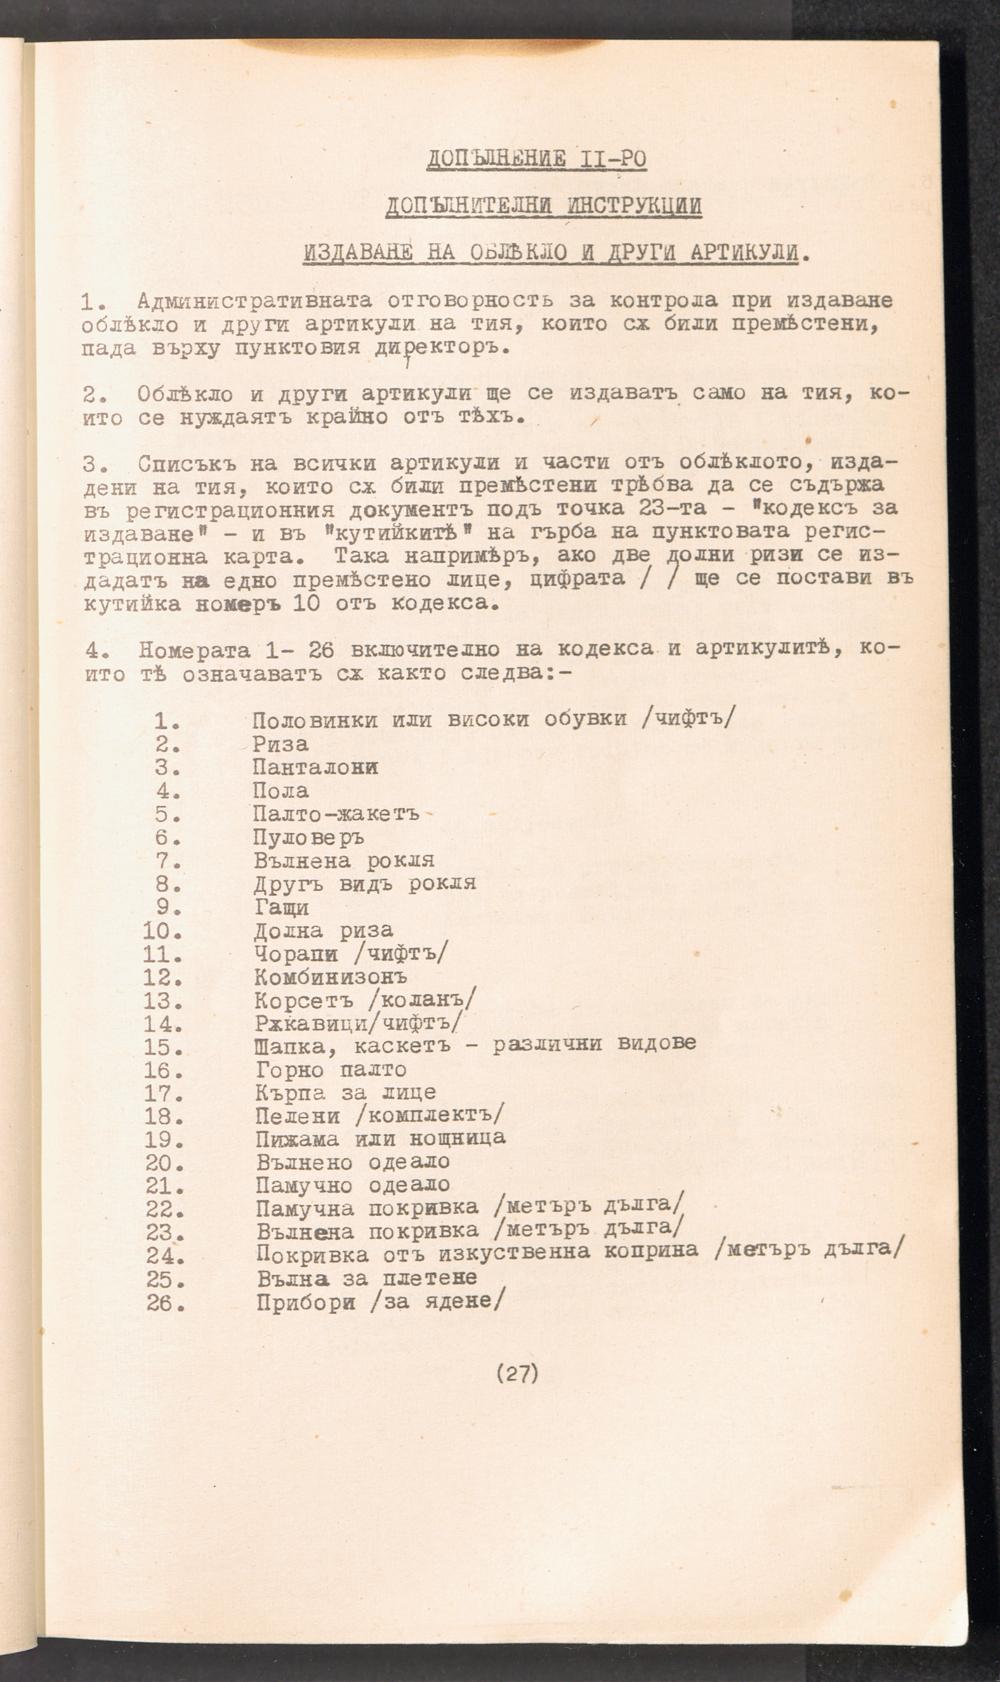 ДОПЪЛНЕНИЕ II-РО
ДОПЪЛНИТЕЛНИ ИНСТРУКЦИИ
ИЗДАВАНЕ НА ОБЛѢКЛО И ДРУГИ АРТИКУЛИ.
1. Административната отговорность за контрола при издаване
облѣкло и други артикули на тия, които сѫ били премѣстени,
пада върху пунктовия директоръ.
2. Облѣкло и други артикули ще се издаватъ само на тия, ко-
ито се нуждаятъ крайно отъ тѣхъ.
3. Списъкъ на всички артикули и части отъ облѣклото, изда-
дени на тия, които сѫ били премѣстени трѣбва да се съдържа
въ регистрационния документъ подъ точка 23-та - "кодексъ за
издаване" - и въ "кутийкитѣ" на гърба на пунктовата регис-
трационна карта. Така напримѣръ, ако две долни ризи се из-
дадатъ на едно премѣстено лице, цифрата / / ще се постави въ
кутийка номеръ 10 отъ кодекса.
4. Номерата 1- 26 включително на кодекса и артикулитѣ, ко-
ито тѣ означаватъ сѫ както следва:-
1. Половинки или високи обувки /чифтъ/
2. Риза
3. Панталони
4. Пола
5. Палто-жакетъ
6. Пуловеръ
7. Вълнена рокля
8. Другъ видъ рокля
9. Гащи
10. Долна риза
11. Чорапи /чифтъ/
12. Комбинизонъ
13. Корсетъ /коланъ/
14. Рѫкавици/чифтъ/
15. Шапка, каскетъ - различни видове
16. Горно палто
17. Кърпа за лице
18. Пелени /комплектъ/
19. Пижама или нощница
20. Вълнено одеало
21. Памучно одеало
22. Памучна покривка /метъръ дълга/
23. Вълнена покривка /метъръ дълга/
24. Покривка отъ изкуствена коприна /метъръ дълга/
25. Вълна за плетене
26. Прибори /за ядене/
(27)